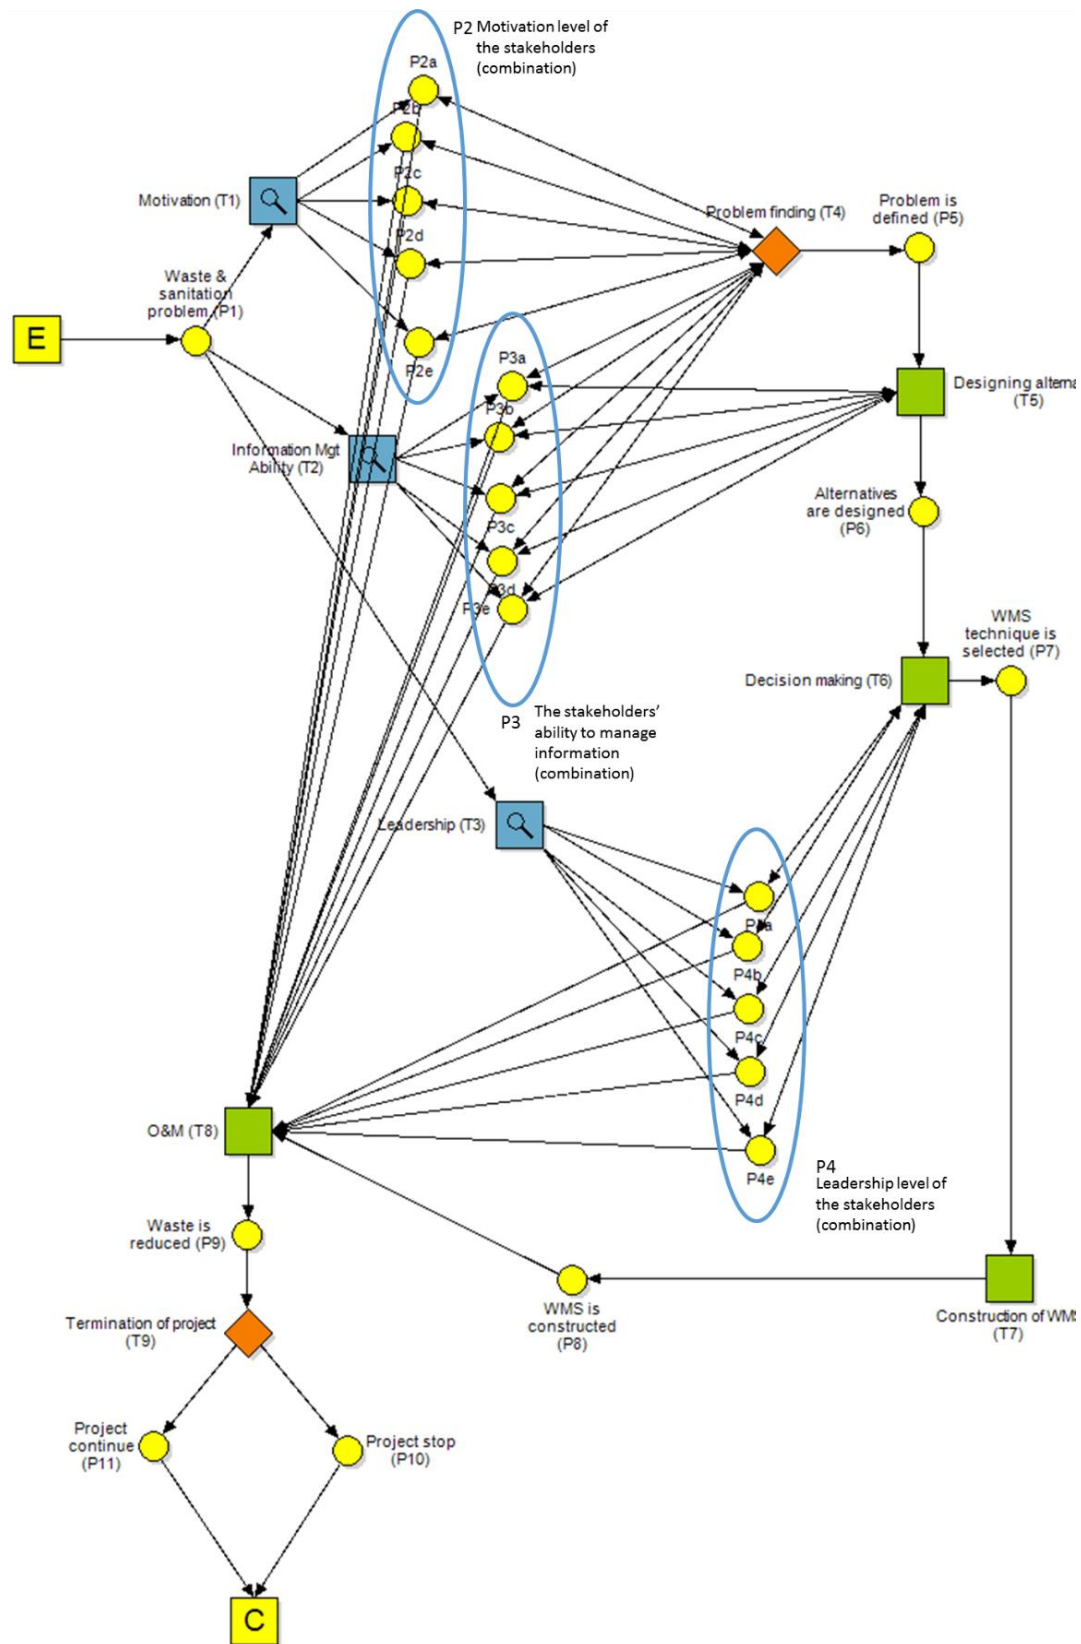 P2 Motivation level of
the stakeholders
(combination)
P2a
P2b
P2c
P2d
P2e
Motivation (T1)
Problem finding (T4)
Problem is
defined (P5)
Waste &
sanitation
problem (P1)
E
P3a
P3b
P3c
P3d
P3e
Designing alterna
(T5)
Information Mgt
Ability (T2)
Alternatives
are designed
(P6)
WMS
technique is
selected (P7)
Decision making (T6)
P3
The stakeholders'
ability to manage
information
(combination)
Leadership (T3)
P4a
P4b
P4c
P4d
P4e
O&M (T8)
P4
Leadership level of
the stakeholders
(combination)
Waste is
reduced (P9)
WMS is
constructed
(P8)
Construction of WMS
(T7)
Termination of project
(T9)
Project
continue
(P11)
Project stop
(P10)
C